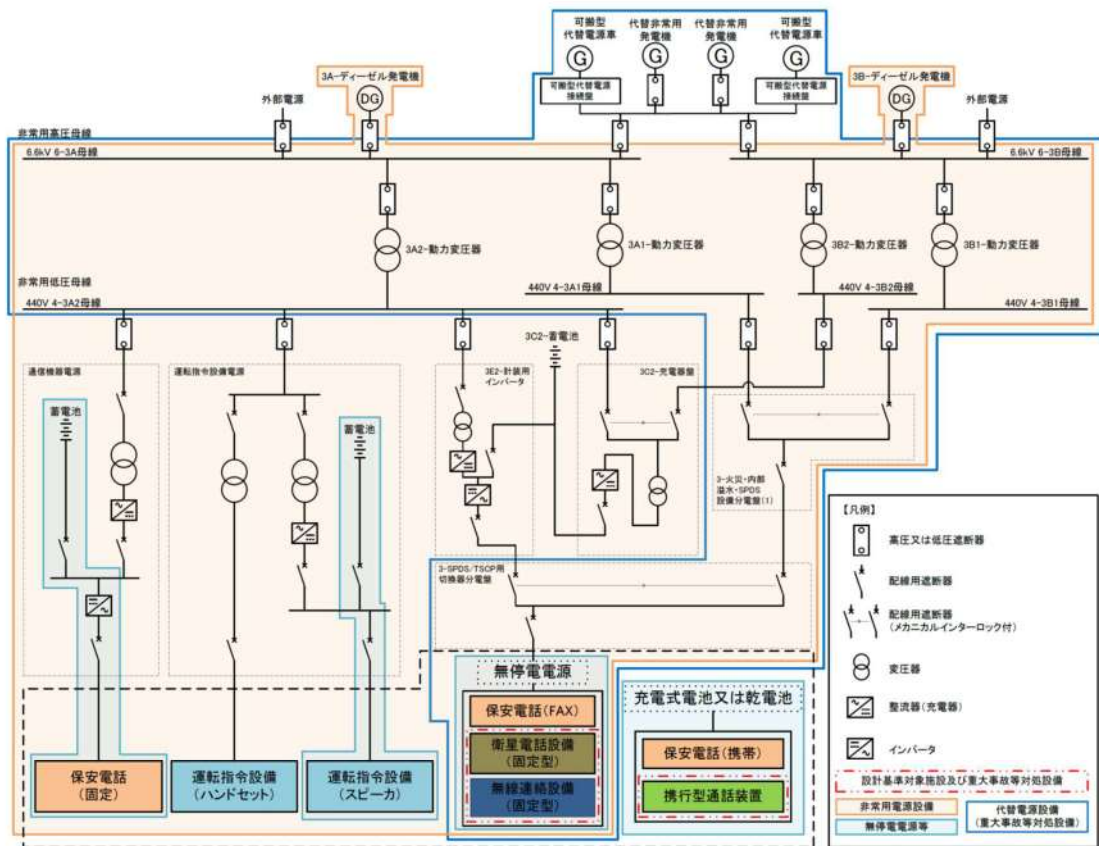 可搬型
代替電源車
代替非常用
発電機
代替非常用
発電機
可搬型
代替電源車
G
G
G
G
3A-ディーゼル発電機
3B-ディーゼル発電機
可搬型代替電源
接続盤
可搬型代替電源
接続盤
外部電源
DG
DG
外部電源
非常用高圧母線
6.6kV 6-3A母線
6.6kV 6-3B母線
3A2-動力変圧器
3A1-動力変圧器
3B2-動力変圧器
3B1-動力変圧器
非常用低圧母線
440V 4-3A1母線
440V 4-3B2母線
440V 4-3A2母線
440V 4-3B1母線
3C2-蓄電池
通信機器電源
運転指令設備電源
3E2-計装用
インバータ
3C2-充電器盤
蓄電池
蓄電池
3-火災・内部
溢水・SPDS
設備分電盤(1)
3-SPDS/TSCP用
切換器分電盤
無停電電源
保安電話(FAX)
衛星電話設備
(固定型)
無線連絡設備
(固定型)
充電式電池又は乾電池
保安電話(携帯)
携行型通話装置
保安電話
(固定)
運転指令設備
(ハンドセット)
運転指令設備
(スピーカ)
【凡例】
高圧又は低圧遮断器
配線用遮断器
配線用遮断器
(メカニカルインターロック付)
変圧器
整流器(充電器)
インバータ
設計基準対象施設及び重大事故等対処設備
非常用電源設備
無停電電源等
代替電源設備
(重大事故等対処設備)